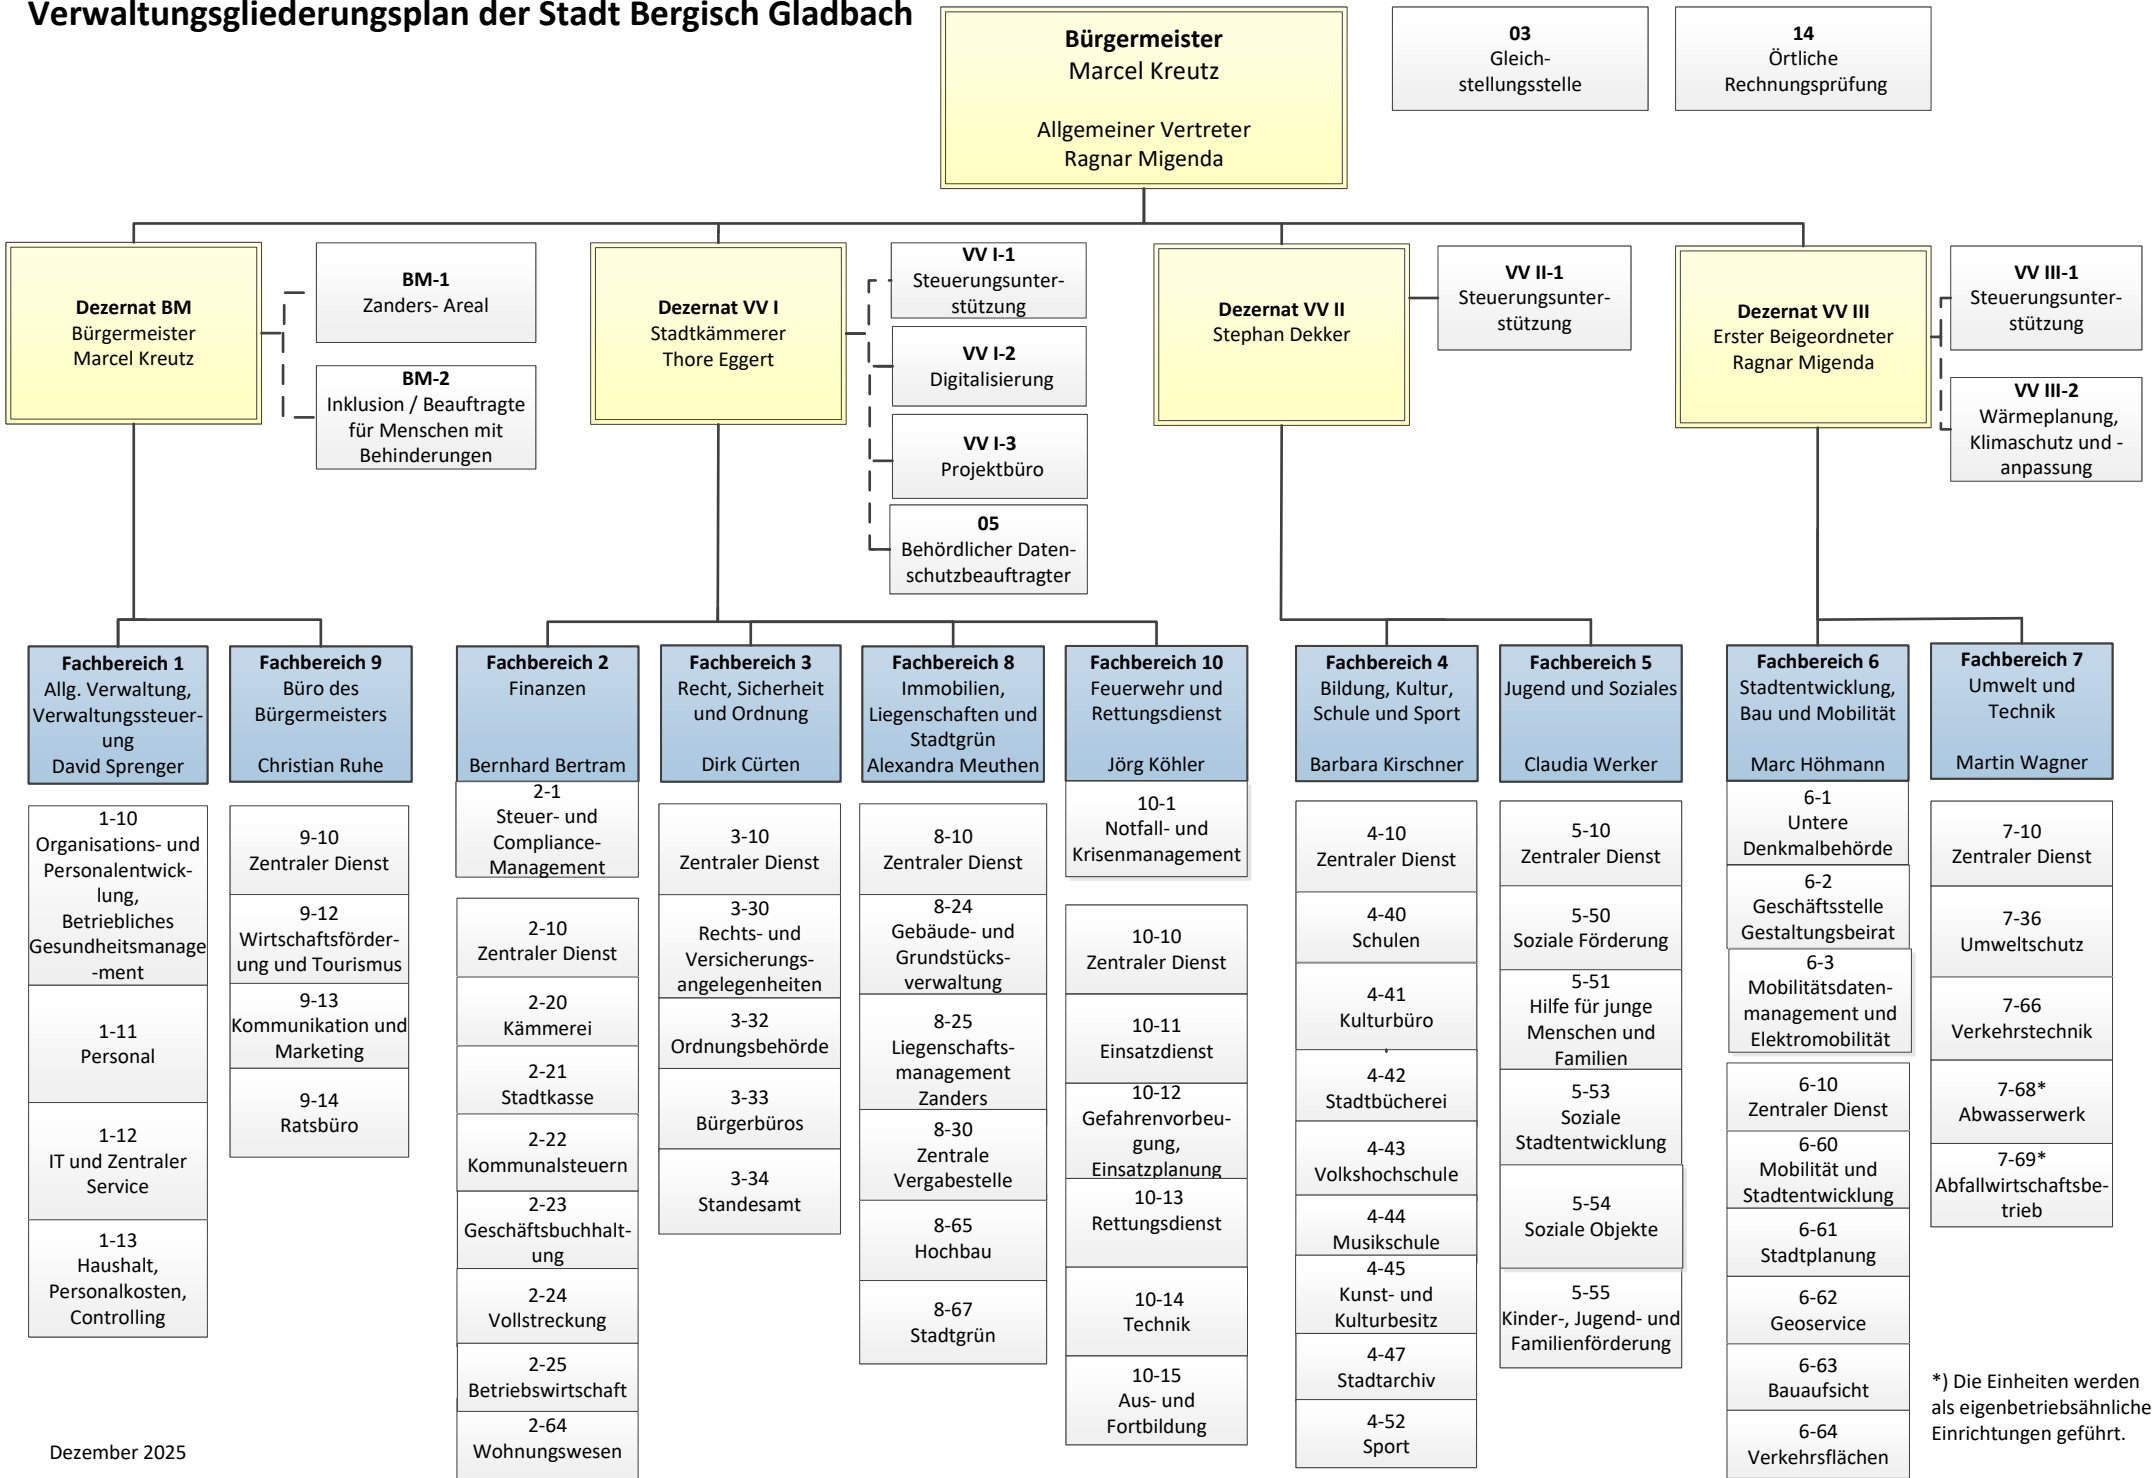 Verwaltungsgliederungsplan der Stadt Bergisch Gladbach
Bürgermeister
Marcel Kreutz
Allgemeiner Vertreter
Ragnar Migenda
03
Gleich-
stellungsstelle
14
Örtliche
Rechnungsprüfung
Dezernat BM
Bürgermeister
Marcel Kreutz
BM-1
Zanders- Areal
BM-2
Inklusion / Beauftragte
für Menschen mit
Behinderungen
Dezernat VV I
Stadtkämmerer
Thore Eggert
VV I-1
Steuerungsunter-
stützung
VV I-2
Digitalisierung
VV I-3
Projektbüro
05
Behördlicher Daten-
schutzbeauftragter
Dezernat VV II
Stephan Dekker
VV II-1
Steuerungsunter-
stützung
Dezernat VV III
Erster Beigeordneter
Ragnar Migenda
VV III-1
Steuerungsunter-
stützung
VV III-2
Wärmeplanung,
Klimaschutz und -
anpassung
Fachbereich 1
Allg. Verwaltung,
Verwaltungssteuer-
ung
David Sprenger
1-10
Organisations- und
Personalentwick-
lung,
Betriebliches
Gesundheitsmanage
-ment
1-11
Personal
1-12
IT und Zentraler
Service
1-13
Haushalt,
Personalkosten,
Controlling
Fachbereich 9
Büro des
Bürgermeisters
Christian Ruhe
9-10
Zentraler Dienst
9-12
Wirtschaftsförder-
ung und Tourismus
9-13
Kommunikation und
Marketing
9-14
Ratsbüro
Fachbereich 2
Finanzen
Bernhard Bertram
2-1
Steuer- und
Compliance-
Management
2-10
Zentraler Dienst
2-20
Kämmerei
2-21
Stadtkasse
2-22
Kommunalsteuern
2-23
Geschäftsbuchhalt-
ung
2-24
Vollstreckung
2-25
Betriebswirtschaft
2-64
Wohnungswesen
Fachbereich 3
Recht, Sicherheit
und Ordnung
Dirk Cürten
3-10
Zentraler Dienst
3-30
Rechts- und
Versicherungs-
angelegenheiten
3-32
Ordnungsbehörde
3-33
Bürgerbüros
3-34
Standesamt
Fachbereich 8
Immobilien,
Liegenschaften und
Stadtgrün
Alexandra Meuthen
8-10
Zentraler Dienst
8-24
Gebäude- und
Grundstücks-
verwaltung
8-25
Liegenschafts-
management
Zanders
8-30
Zentrale
Vergabestelle
8-65
Hochbau
8-67
Stadtgrün
Fachbereich 10
Feuerwehr und
Rettungsdienst
Jörg Köhler
10-1
Notfall- und
Krisenmanagement
10-10
Zentraler Dienst
10-11
Einsatzdienst
10-12
Gefahrenvorbeu-
gung,
Einsatzplanung
10-13
Rettungsdienst
10-14
Technik
10-15
Aus- und
Fortbildung
Fachbereich 4
Bildung, Kultur,
Schule und Sport
Barbara Kirschner
4-10
Zentraler Dienst
4-40
Schulen
4-41
Kulturbüro
4-42
Stadtbücherei
4-43
Volkshochschule
4-44
Musikschule
4-45
Kunst- und
Kulturbesitz
4-47
Stadtarchiv
4-52
Sport
Fachbereich 5
Jugend und Soziales
Claudia Werker
5-10
Zentraler Dienst
5-50
Soziale Förderung
5-51
Hilfe für junge
Menschen und
Familien
5-53
Soziale
Stadtentwicklung
5-54
Soziale Objekte
5-55
Kinder-, Jugend- und
Familienförderung
Fachbereich 6
Stadtentwicklung,
Bau und Mobilität
Marc Höhmann
6-1
Untere
Denkmalbehörde
6-2
Geschäftsstelle
Gestaltungsbeirat
6-3
Mobilitätsdaten-
management und
Elektromobilität
6-10
Zentraler Dienst
6-60
Mobilität und
Stadtentwicklung
6-61
Stadtplanung
6-62
Geoservice
6-63
Bauaufsicht
6-64
Verkehrsflächen
Fachbereich 7
Umwelt und
Technik
Martin Wagner
7-10
Zentraler Dienst
7-36
Umweltschutz
7-66
Verkehrstechnik
7-68*
Abwasserwerk
7-69*
Abfallwirtschaftsbe-
trieb
*) Die Einheiten werden
als eigenbetriebsähnliche
Einrichtungen geführt.
Dezember 2025